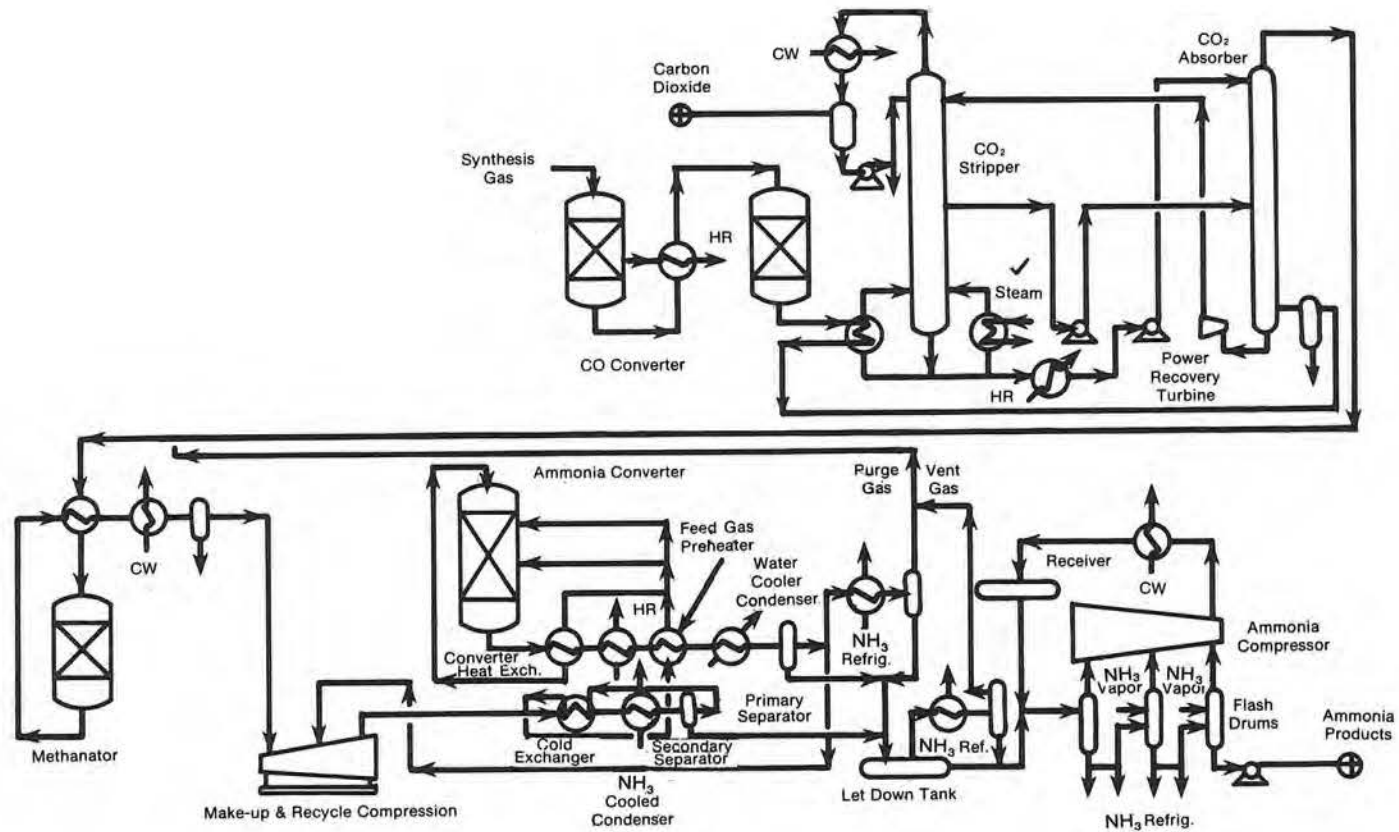 CO₂
Absorber
CW
Carbon
Dioxide
Synthesis
Gas
CO₂
Stripper
HR
Steam
CO Converter
HR
Power
Recovery
Turbine
Ammonia Converter
Purge
Gas
Vent
Gas
Feed Gas
Preheater
Water
Cooler
Condenser.
Receiver
CW
CW
HR
NH₃
Refrig.
Ammonia
Compressor
Converter
Heat Exch.
NH₃
Vapor
NH₃
Vapor
Primary
Separator
Flash
Drums
Ammonia
Products
Methanator
Cold
Exchanger
Secondary
Separator
NH₃ Ref.
NH₃
Cooled
Condenser
Let Down Tank
Make-up & Recycle Compression
NH₃ Refrig.